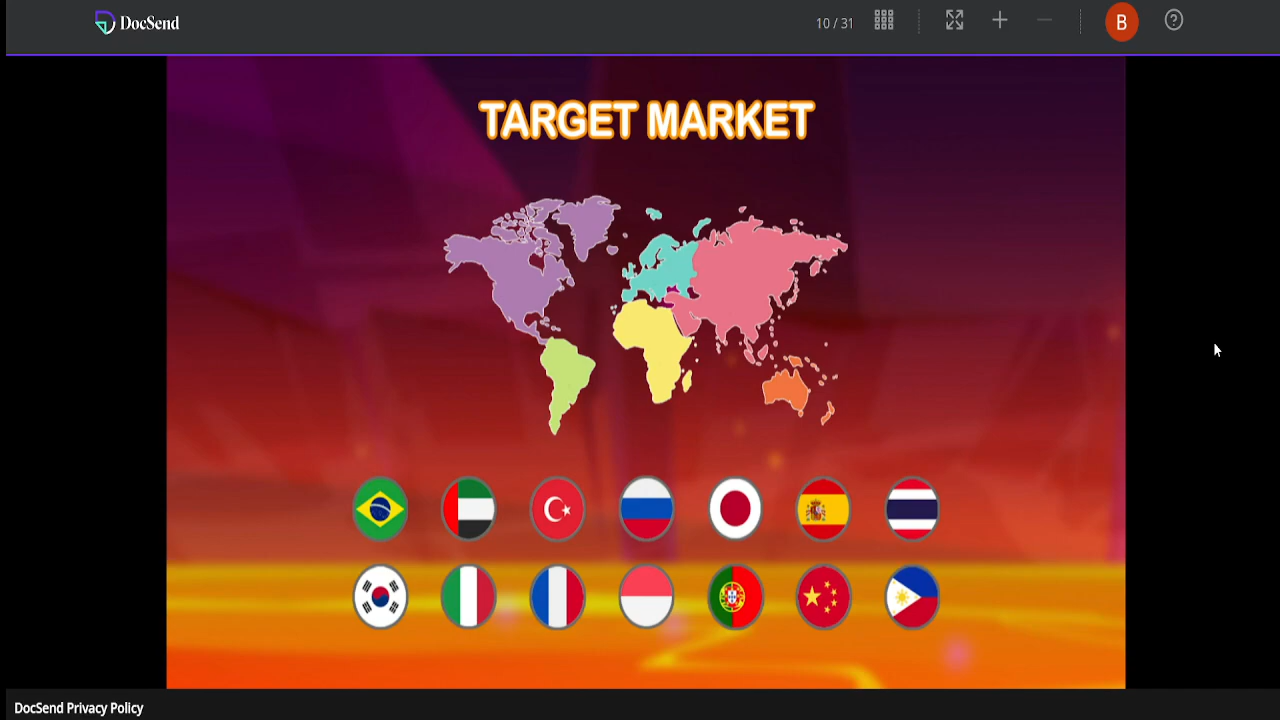 DocSend
10 / 31
B
?
TARGET MARKET
DocSend Privacy Policy